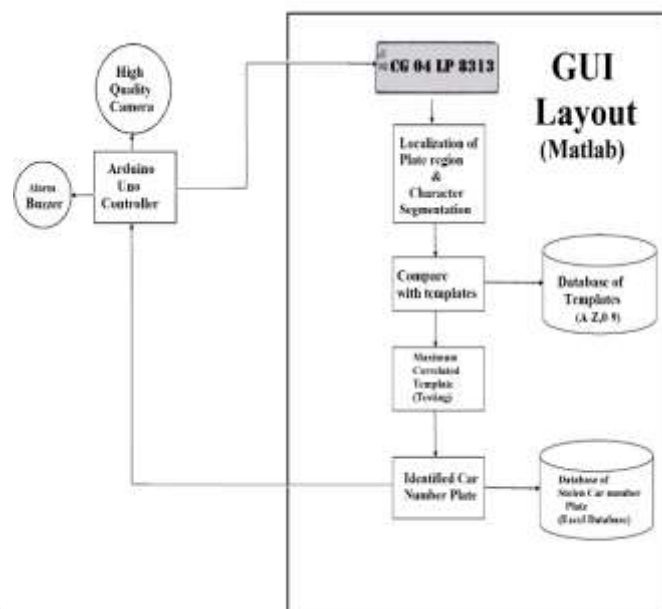 High
Quality
Camera
Alarm
Buzzer
Arduino
Uno
Controller
CG 04 LP 8313
GUI
Layout
(Matlab)
Localization of
Plate region
&
Character
Segmentation
Compare
with templates
Database of
Templates
(A Z,0 9)
Maximum
Correlated
Template
(Testing)
Identified Car
Number Plate
Database of
Stolen Car number
Plate
(Excel Database)